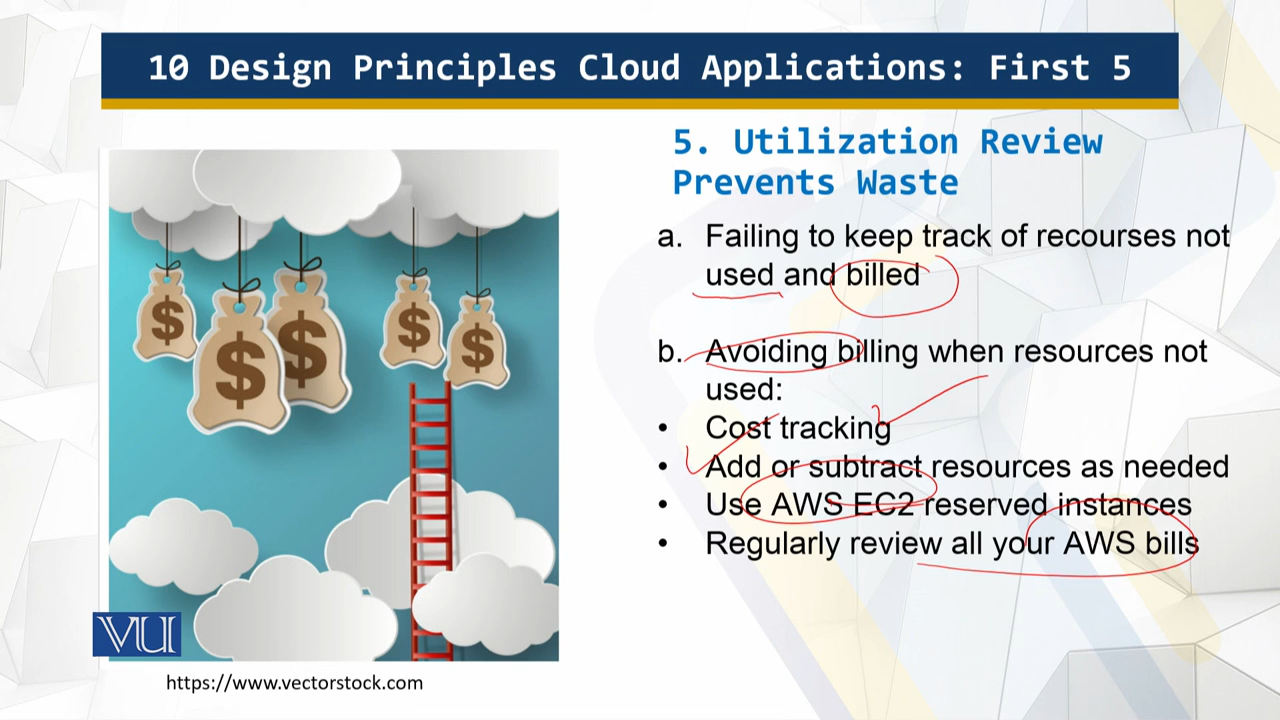 10 Design Principles Cloud Applications: First 5
5. Utilization Review
Prevents Waste
a. Failing to keep track of recourses not
used and billed
b. Avoiding billing when resources not
used:
• Cost tracking
• Add or subtract resources as needed
• Use AWS EC2 reserved instances
• Regularly review all your AWS bills
$
$
$
$
$
VU
https://www.vectorstock.com